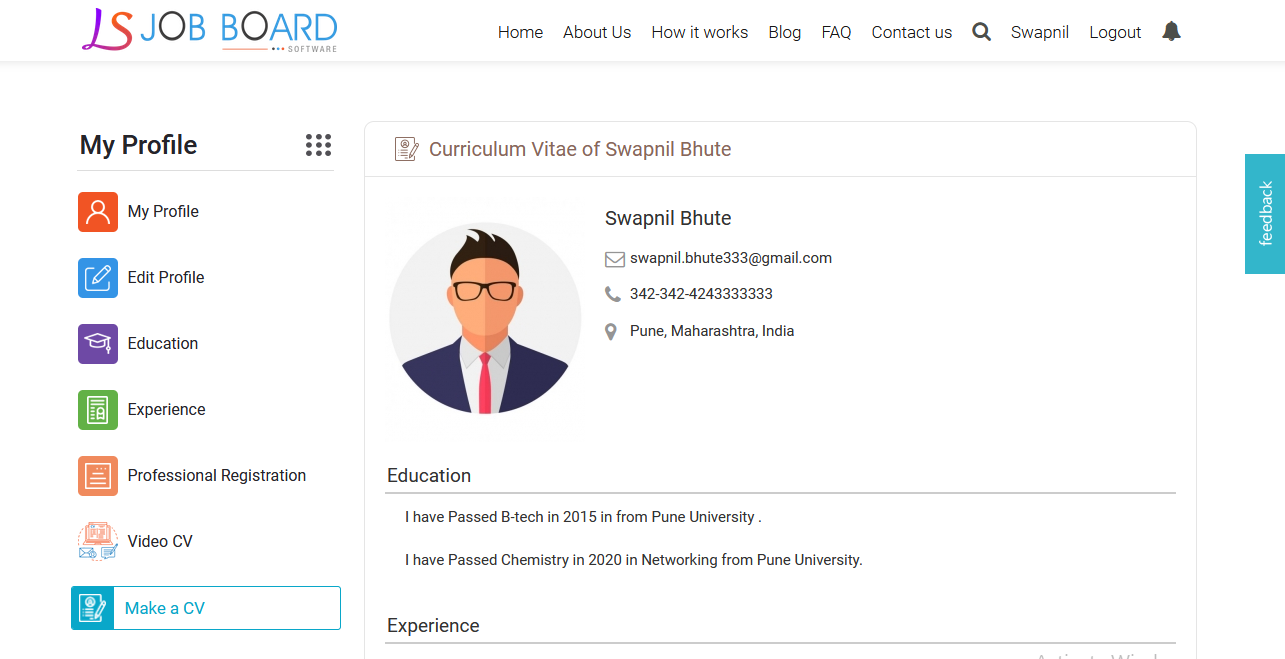 LS JOB BOARD
SOFTWARE
Home About Us How it works Blog FAQ Contact us Swapnil Logout
My Profile
My Profile
Edit Profile
Education
Experience
Professional Registration
Video CV
Make a CV
Curriculum Vitae of Swapnil Bhute
Swapnil Bhute
swapnil.bhute333@gmail.com
342-342-4243333333
Pune, Maharashtra, India
Education
I have Passed B-tech in 2015 in from Pune University .
I have Passed Chemistry in 2020 in Networking from Pune University.
Experience
feedback